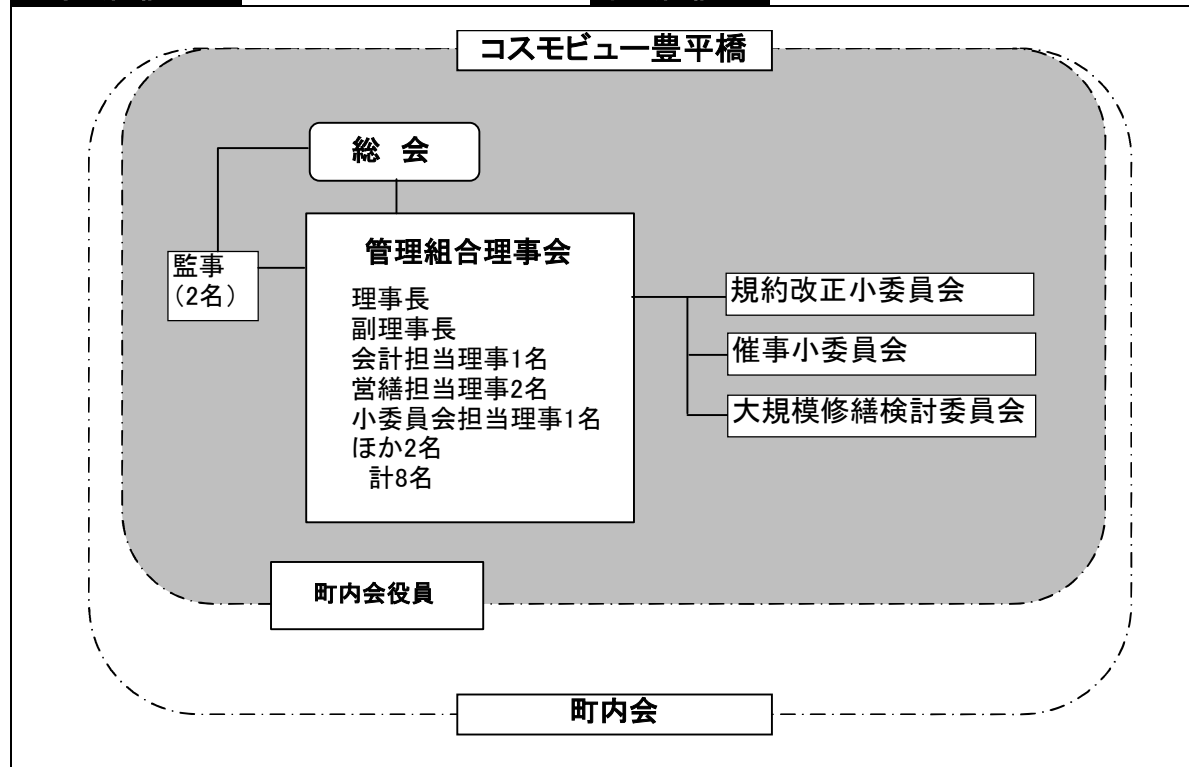 コスモビュー豊平橋
総 会
監事
（2名）
管理組合理事会
理事長
副理事長
会計担当理事1名
営繕担当理事2名
小委員会担当理事1名
ほか2名
計8名
規約改正小委員会
催事小委員会
大規模修繕検討委員会
町内会役員
町内会